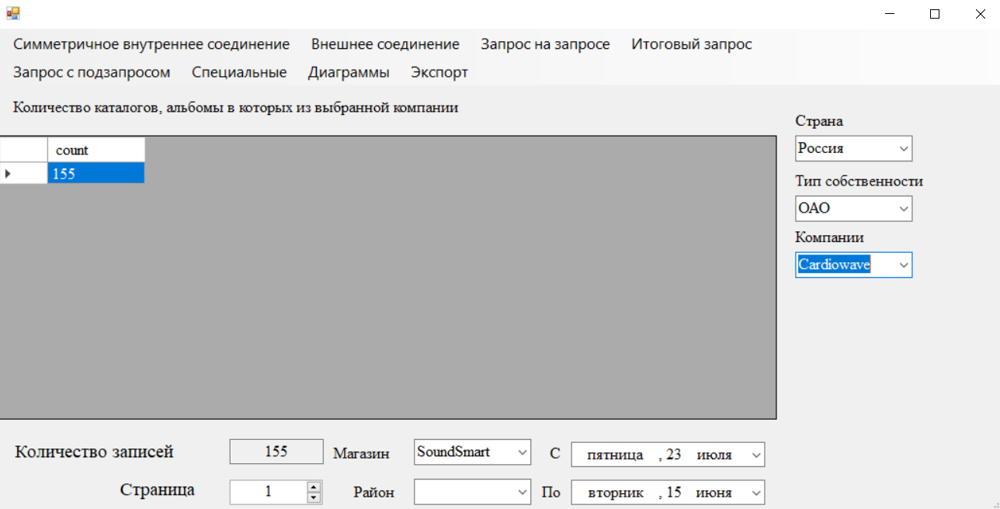 Симметричное внутреннее соединение Внешнее соединение Запрос на запросе Итоговый запрос
Запрос с подзапросом Специальные Диаграммы Экспорт
Количество каталогов, альбомы в которых из выбранной компании
count
155
Страна
Россия
Тип собственности
ОАО
Компании
Cardiowave
Количество записей 155 Магазин SoundSmart С пятница , 23 июля
Страница 1 Район По вторник , 15 июня